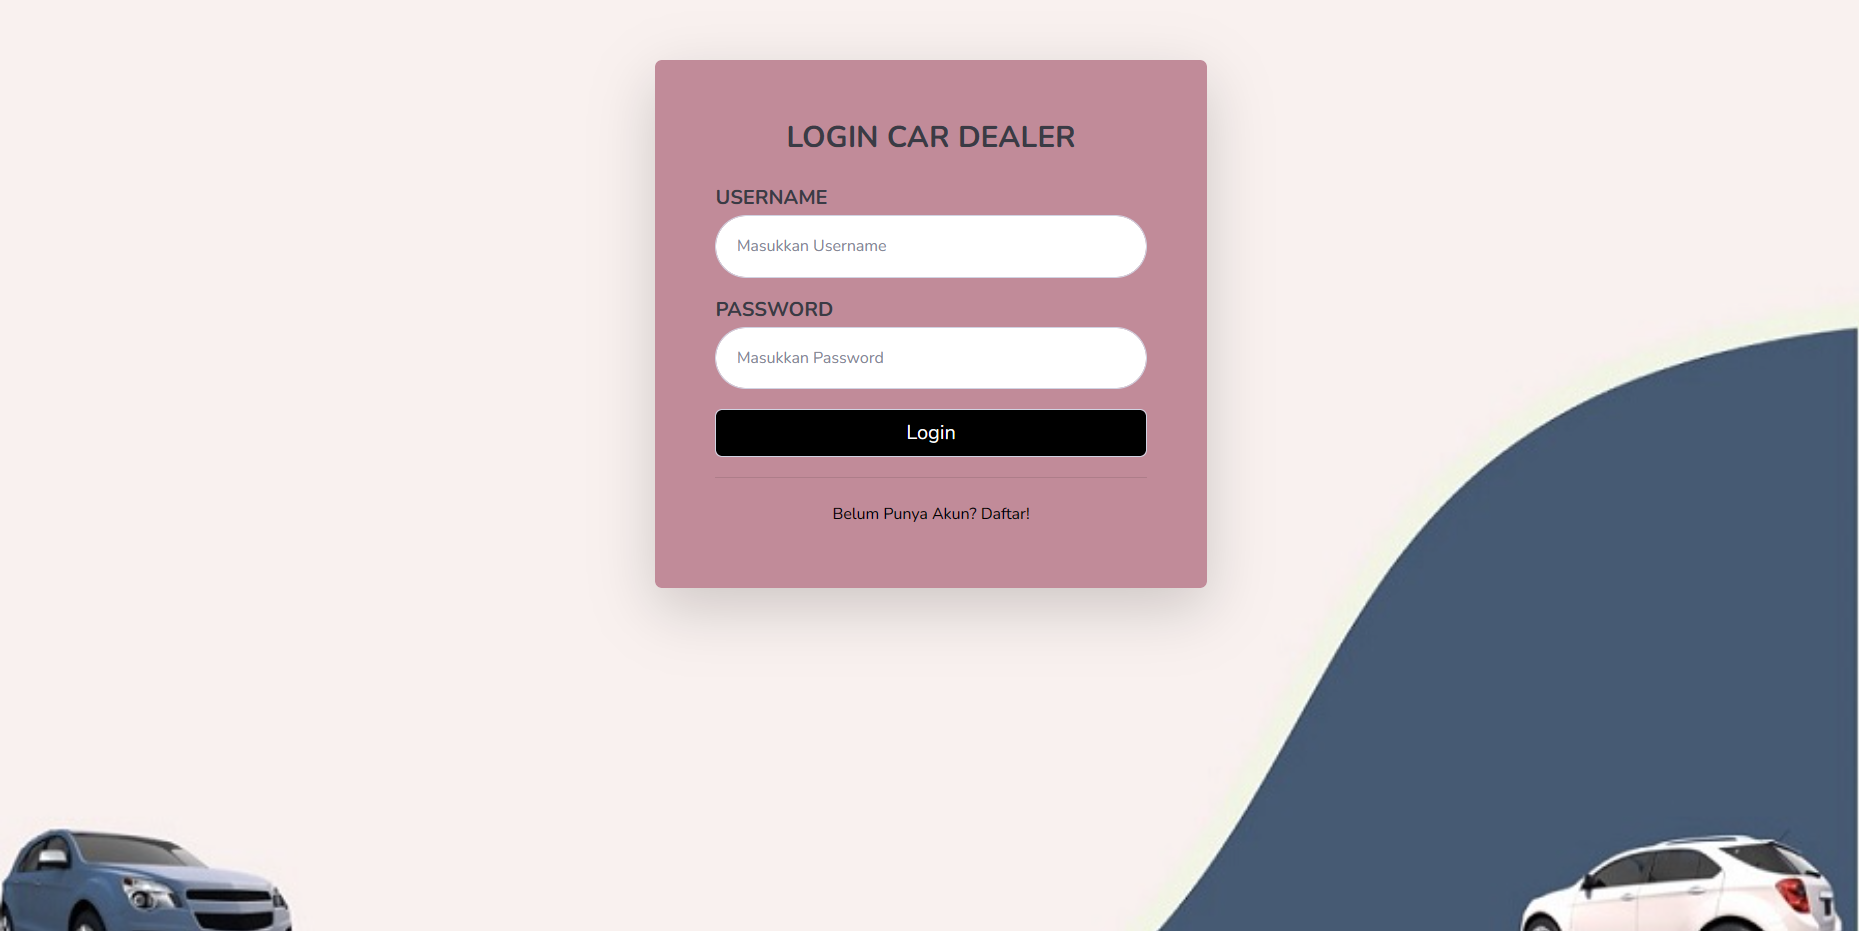 LOGIN CAR DEALER
USERNAME
Masukkan Username
PASSWORD
Masukkan Password
Login
Belum Punya Akun? Daftar!